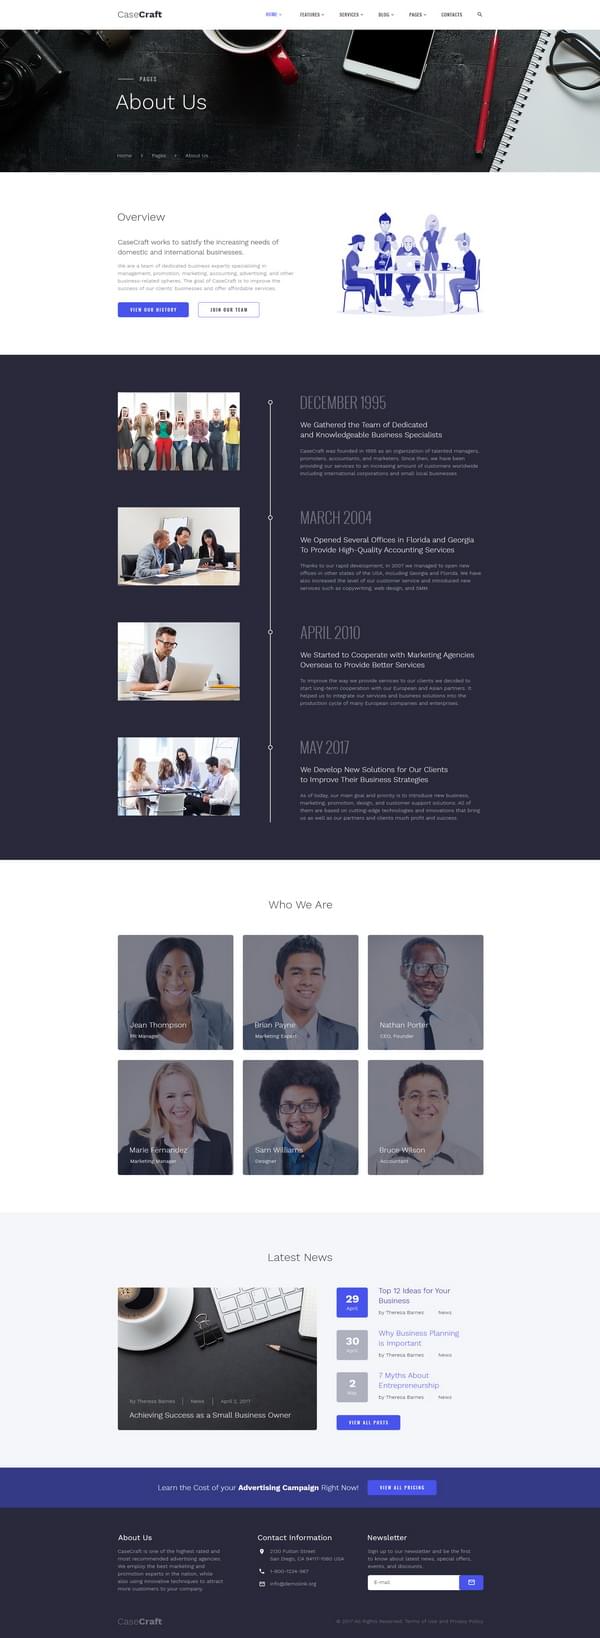 CaseCraft
HOME FEATURES SERVICES BLOG PAGES CONTACTS
PAGES
About Us
Home Pages About Us
Overview
CaseCraft works to satisfy the increasing needs of
domestic and international businesses.
We are a team of dedicated business experts specializing in
management, promotion, marketing, accounting, advertising, and other
business-related spheres. The goal of CaseCraft is to improve the
success of our clients' businesses and offer affordable services.
VIEW OUR HISTORY
JOIN OUR TEAM
DECEMBER 1995
We Gathered the Team of Dedicated
and Knowledgeable Business Specialists
CaseCraft was founded in 1995 as an organization of talented managers,
promoters, accountants, and marketers. Since then, we have been
providing our services to an increasing amount of customers worldwide
including international corporations and small local businesses.
MARCH 2004
We Opened Several Offices in Florida and Georgia
To Provide High-Quality Accounting Services
Thanks to our rapid development, in 2007 we managed to open new
offices in other states of the USA, including Georgia and Florida. We have
also increased the level of our customer service and introduced new
services such as copywriting, web design, and SMM.
APRIL 2010
We Started to Cooperate with Marketing Agencies
Overseas to Provide Better Services
To improve the way we provide services to our clients we decided to
start long-term cooperation with our European and Asian partners. It
helped us to integrate our services and business solutions into the
production cycle of many European companies and enterprises.
MAY 2017
We Develop New Solutions for Our Clients
to Improve Their Business Strategies
As of today, our main goal and priority is to introduce new business,
marketing, promotion, design, and customer support solutions. All of
them are based on cutting-edge technologies and innovations that bring
us as well as our partners and clients much profit and success.
Who We Are
Jean Thompson
PR Manager
Brian Payne
Marketing Expert
Nathan Porter
CEO, Founder
Marie Fernandez
Marketing Manager
Sam Williams
Designer
Bruce Wilson
Accountant
Latest News
by Theresa Barnes News April 2, 2017
Achieving Success as a Small Business Owner
29
April
Top 12 Ideas for Your
Business
by Theresa Barnes News
30
April
Why Business Planning
is Important
by Theresa Barnes News
2
May
7 Myths About
Entrepreneurship
by Theresa Barnes News
VIEW ALL POSTS
Learn the Cost of your Advertising Campaign Right Now!
VIEW ALL PRICING
About Us
CaseCraft is one of the highest rated and
most recommended advertising agencies.
We employ the best marketing and
promotion experts in the nation, while
also using innovative techniques to attract
more customers to your company.
Contact Information
2130 Fulton Street
San Diego, CA 94117-1080 USA
1-800-1234-567
info@demolink.org
Newsletter
Sign up to our newsletter and be the first
to know about latest news, special offers,
events, and discounts.
E-mail
CaseCraft
© 2017 All Rights Reserved. Terms of Use and Privacy Policy